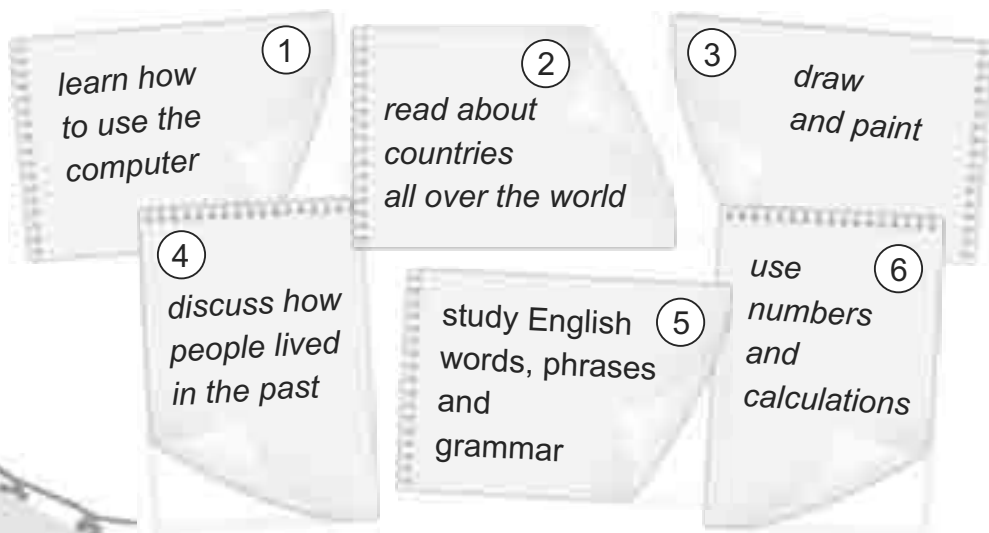 1
learn how
to use the
computer
2
read about
countries
all over the world
3
draw
and paint
4
discuss how
people lived
in the past
5
study English
words, phrases
and
grammar
6
use
numbers
and
calculations